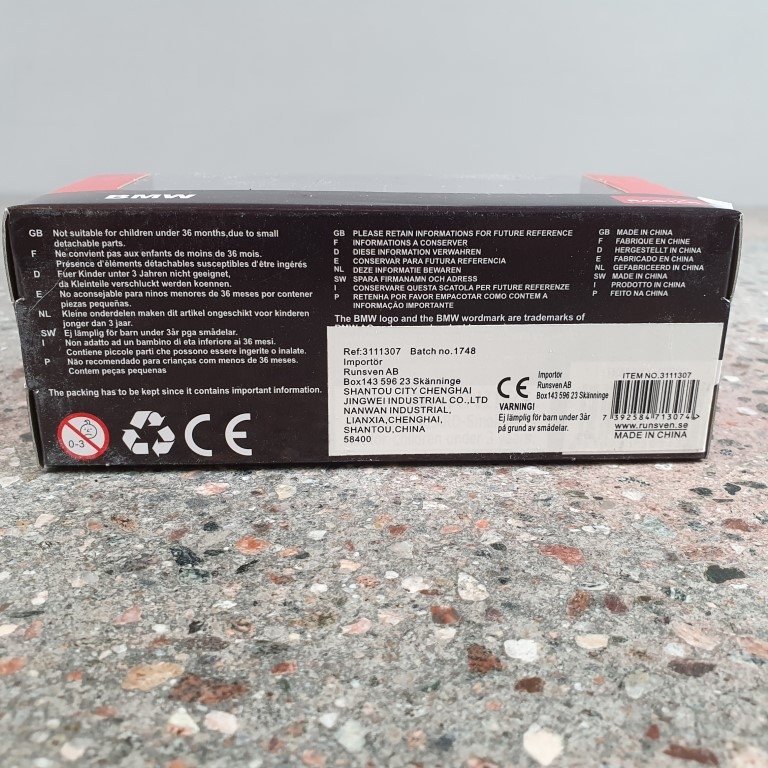 BMW
GB Not suitable for children under 36 months,due to small
detachable parts.
F Ne convient pas aux enfants de moins de 36 mois.
Présence d'éléments détachables susceptibles d'être ingérés
D Fuer Kinder unter 3 Jahren nicht geeignet,
da Kleinteile verschluckt werden koennen.
E No aconsejable para ninos menores de 36 meses por contener
piezas pequeñas.
NL Kleine onderdelen maken dit artikel ongeschikt voor kinderen
jonger dan 3 jaar.
SW Ej lämplig för barn under 3år pga smådelar.
I Non adatto ad un bambini di eta inferiore ai 36 mesi.
Contiene piccole parti che possono essere ingerite o inalate.
P Não recomendado para crianças com menos de 36 meses.
Contem peças pequenas
The packing has to be kept since it contains important information.
0-3
CE
GB PLEASE RETAIN INFORMATIONS FOR FUTURE REFERENCE
F INFORMATIONS A CONSERVER
D DIESE INFORMATION VERWAHREN
E CONSERVAR PARA FUTURA REFERENCIA
NL DEZE INFORMATIE BEWAREN
SW SPARA FIRMANAMN OCH ADRESS
I CONSERVARE QUESTA SCATOLA PER FUTURE REFERENZE
P RETENHA POR FAVOR EMPACOTAR COMO CONTEM A
INFORMAÇÃO IMPORTANTE
The BMW logo and the BMW wordmark are trademarks of
GB MADE IN CHINA
F FABRIQUE EN CHINE
D HERGESTELLT IN CHINA
E FABRICADO EN CHINA
NL GEFABRICEERD IN CHINA
SW MADE IN CHINA
I PRODOTTO IN CHINA
P FEITO NA CHINA
Ref:3111307 Batch no.1748
Importör
Runsven AB
Box143 596 23 Skänninge
SHANTOU CITY CHENGHAI
JINGWEI INDUSTRIAL CO.,LTD
NANWAN INDUSTRIAL,
LIANXIA,CHENGHAI,
SHANTOU,CHINA
58400
CE
Importör
Runsven AB
Box143 596 23 Skänninge
VARNING!
Ej lämplig för barn under 3år
på grund av smådelar.
ITEM NO.3111307
7 392584 713074
www.runsven.se
MADE IN CHINA